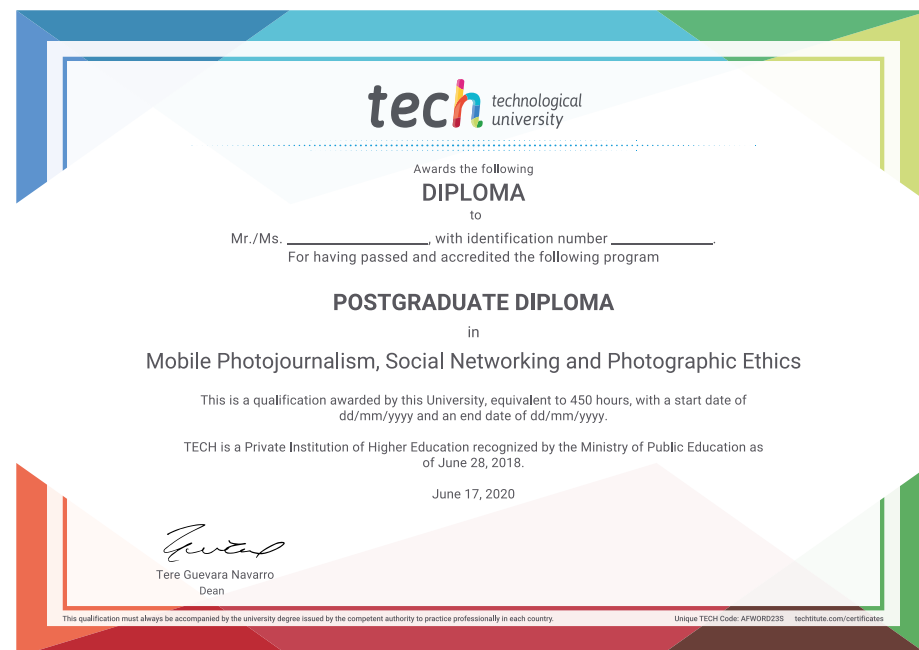 tech technological
university
Awards the following
DIPLOMA
to
Mr./Ms. ________________, with identification number ____________.
For having passed and accredited the following program
POSTGRADUATE DIPLOMA
in
Mobile Photojournalism, Social Networking and Photographic Ethics
This is a qualification awarded by this University, equivalent to 450 hours, with a start date of
dd/mm/yyyy and an end date of dd/mm/yyyy.
TECH is a Private Institution of Higher Education recognized by the Ministry of Public Education as
of June 28, 2018.
June 17, 2020
Tere Guevara Navarro
Dean
This qualification must always be accompanied by the university degree issued by the competent authority to practice professionally in each country.
Unique TECH Code: AFWORD23S techtitute.com/certificates